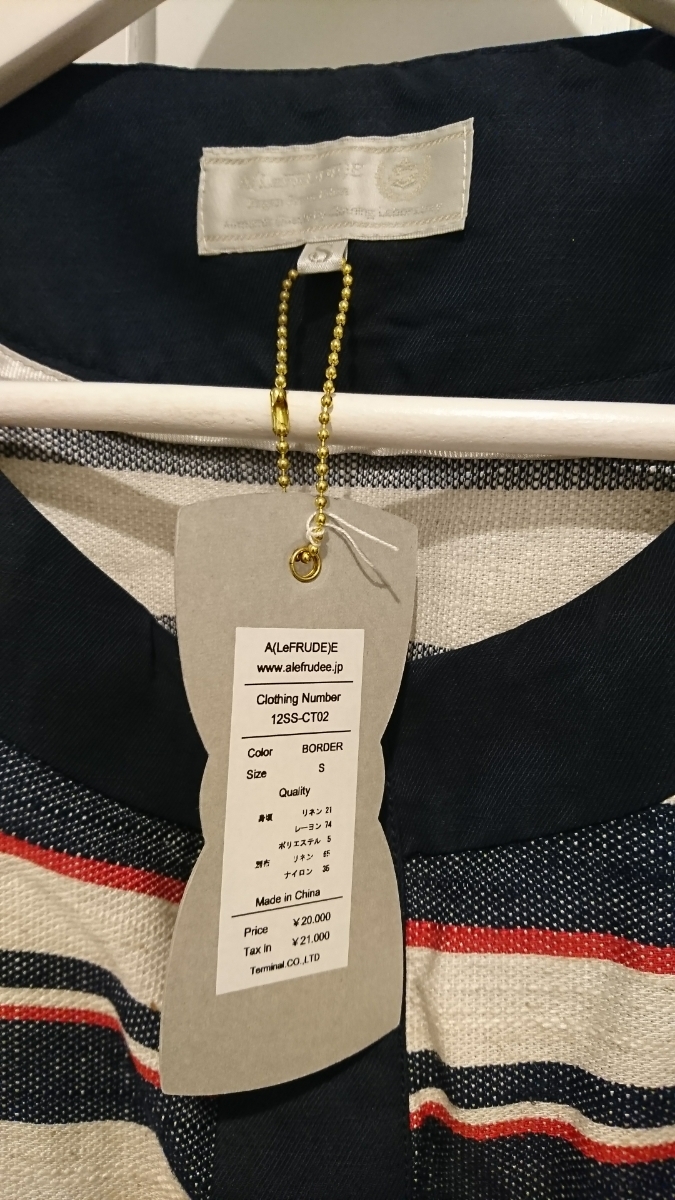 S
A(LeFRUDE)E
www.alefrudee.jp
Clothing Number
12SS-CT02
Color BORDER
Size S
Quality
身頃 リネン 21
レーヨン 74
ポリエステル 5
別布 リネン 65
ナイロン 35
Made in China
Price ￥20.000
Tax in ￥21.000
Terminal.CO.,LTD